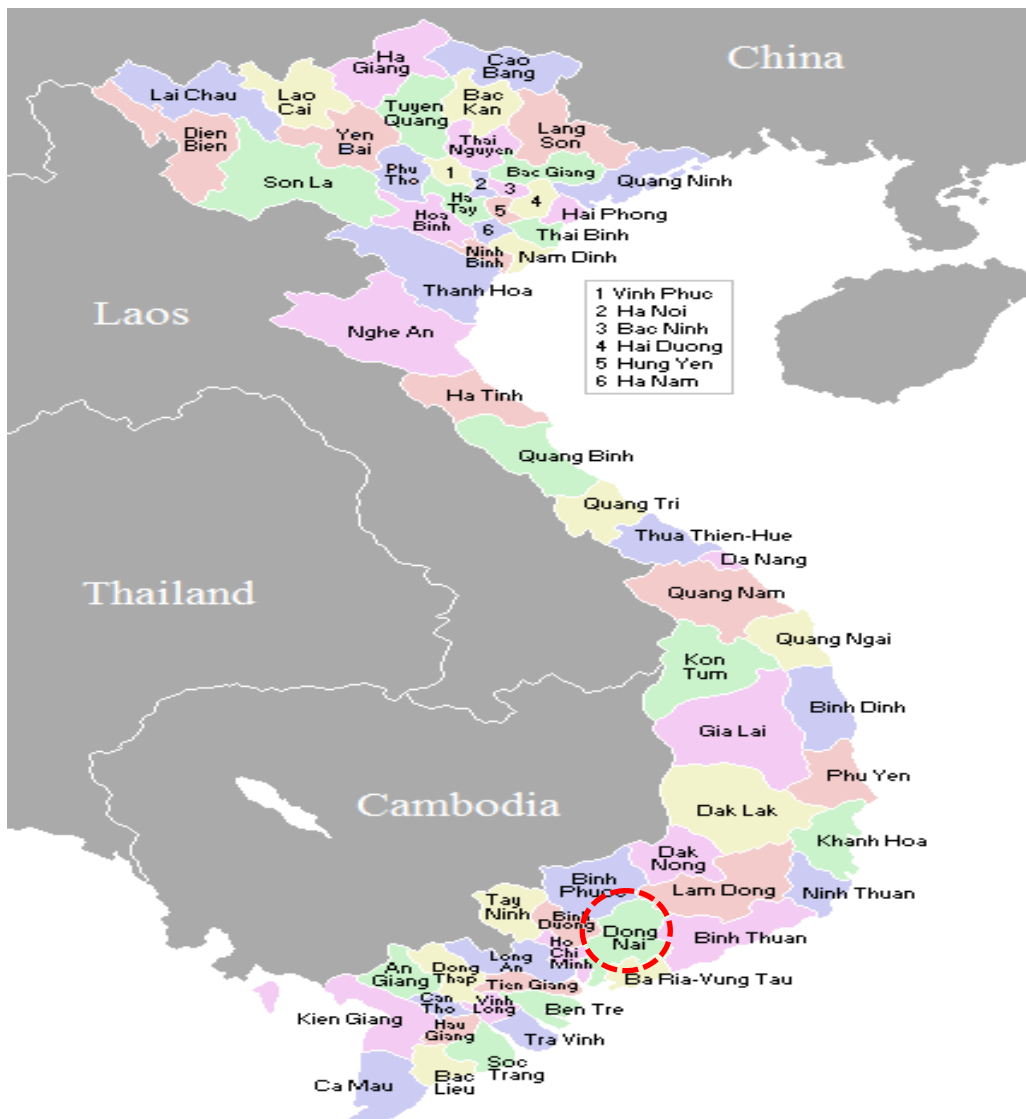 China
Ha
Giang
Cao
Bang
Lai Chau
Lao
Cai
Tuyen
Quang
Bac
Kan
Dien
Bien
Yen
Bai
Thai
Nguyen
Lang
Son
Son La
Phu
Tho
1
2
3
4
5
6
Bac Giang
Quang Ninh
Ha
Tay
Hoa
Binh
Hai Phong
Thai Binh
Ninh
Binh
Nam Dinh
Thanh Hoa
1 Vinh Phuc
2 Ha Noi
3 Bac Ninh
4 Hai Duong
5 Hung Yen
6 Ha Nam
Laos
Nghe An
Ha Tinh
Quang Binh
Quang Tri
Thua Thien-Hue
Da Nang
Thailand
Quang Nam
Quang Ngai
Kon
Tum
Binh Dinh
Gia Lai
Phu Yen
Cambodia
Dak Lak
Khanh Hoa
Dak
Nong
Binh
Phuoc
Lam Dong
Ninh Thuan
Tay
Ninh
Binh
Duong
Dong
Nai
Binh Thuan
Ho
Chi
Minh
Long
An
Ba Ria-Vung Tau
An
Giang
Dong
Thap
Tien Giang
Can
Tho
Vinh
Long
Ben Tre
Kien Giang
Hau
Giang
Tra Vinh
Soc
Trang
Ca Mau
Bac
Lieu